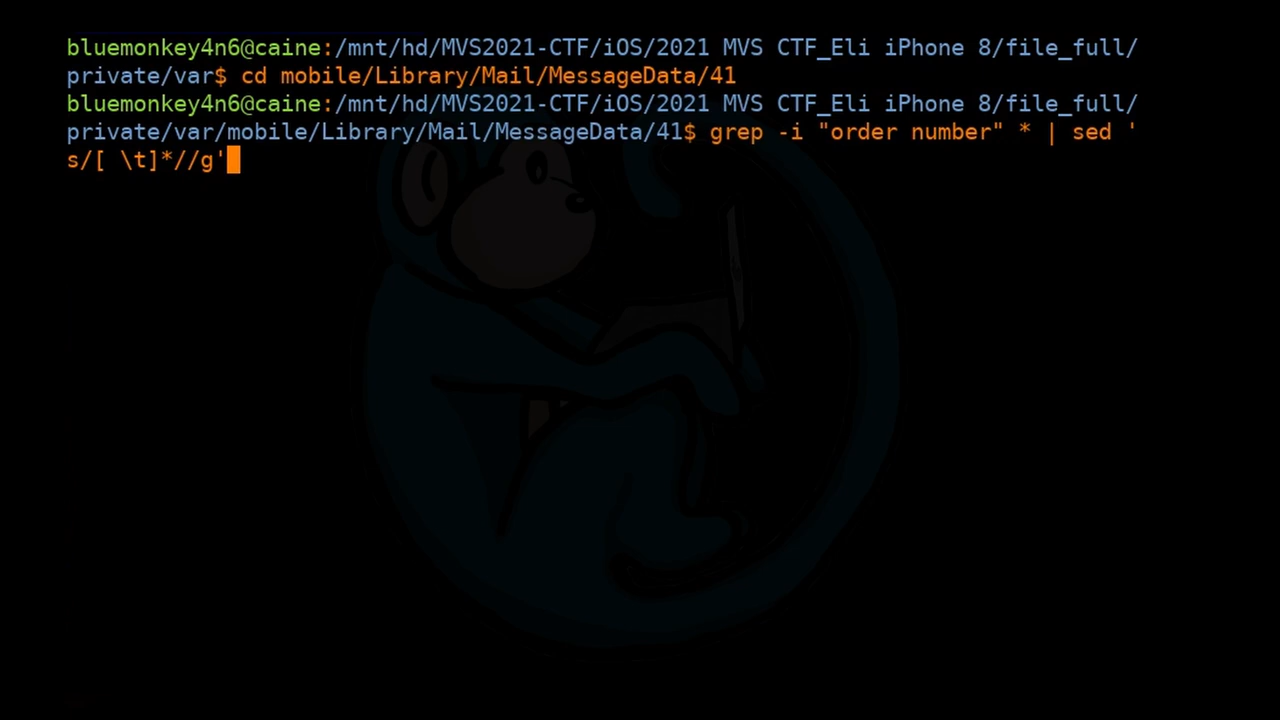 bluemonkey4n6@caine:/mnt/hd/MVS2021-CTF/iOS/2021 MVS CTF_Eli iPhone 8/file_full/
private/var$ cd mobile/Library/Mail/MessageData/41
bluemonkey4n6@caine:/mnt/hd/MVS2021-CTF/iOS/2021 MVS CTF_Eli iPhone 8/file_full/
private/var/mobile/Library/Mail/MessageData/41$ grep -i "order number" * | sed '
s/[ \t]*//g'